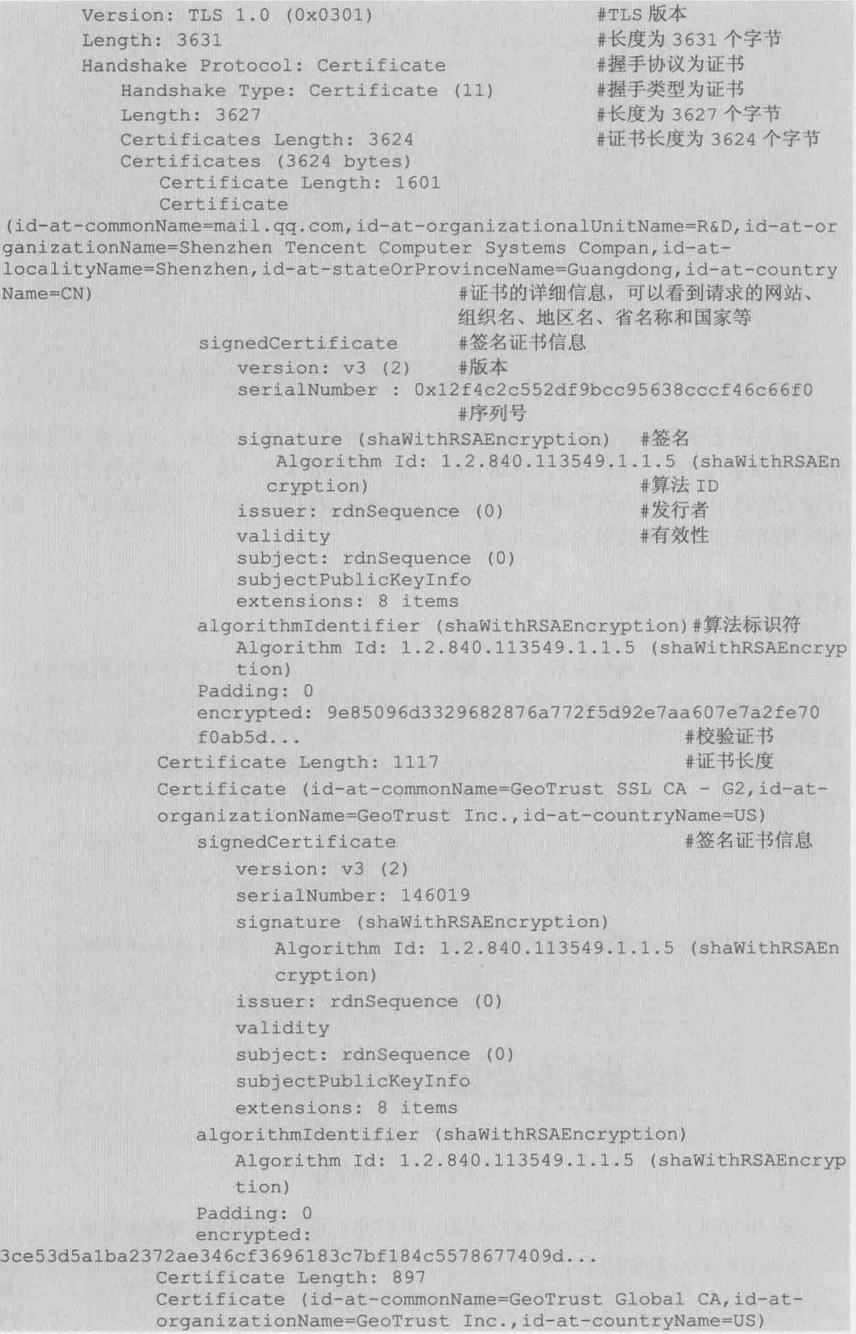 Version: TLS 1.0 (0x0301) #TLS 版本
Length: 3631 #长度为 3631 个字节
Handshake Protocol: Certificate #握手协议为证书
Handshake Type: Certificate (11) #握手类型为证书
Length: 3627 #长度为 3627 个字节
Certificates Length: 3624 #证书长度为 3624 个字节
Certificates (3624 bytes)
Certificate Length: 1601
Certificate
(id-at-commonName=mail.qq.com,id-at-organizationalUnitName=R&D,id-at-or
ganizationName=Shenzhen Tencent Computer Systems Compan,id-at-
localityName=Shenzhen,id-at-stateOrProvinceName=Guangdong,id-at-country
Name=CN) #证书的详细信息，可以看到请求的网站、
组织名、地区名、省名称和国家等
signedCertificate #签名证书信息
version: v3 (2) #版本
serialNumber : 0x12f4c2c552df9bcc95638cccf46c66f0
#序列号
signature (shaWithRSAEncryption) #签名
Algorithm Id: 1.2.840.113549.1.1.5 (shaWithRSAEn
cryption) #算法 ID
issuer: rdnSequence (0) #发行者
validity #有效性
subject: rdnSequence (0)
subjectPublicKeyInfo
extensions: 8 items
algorithmIdentifier (shaWithRSAEncryption)#算法标识符
Algorithm Id: 1.2.840.113549.1.1.5 (shaWithRSAEncryp
tion)
Padding: 0
encrypted: 9e85096d3329682876a772f5d92e7aa607e7a2fe70
f0ab5d... #校验证书
Certificate Length: 1117 #证书长度
Certificate (id-at-commonName=GeoTrust SSL CA - G2,id-at-
organizationName=GeoTrust Inc.,id-at-countryName=US)
signedCertificate #签名证书信息
version: v3 (2)
serialNumber: 146019
signature (shaWithRSAEncryption)
Algorithm Id: 1.2.840.113549.1.1.5 (shaWithRSAEn
cryption)
issuer: rdnSequence (0)
validity
subject: rdnSequence (0)
subjectPublicKeyInfo
extensions: 8 items
algorithmIdentifier (shaWithRSAEncryption)
Algorithm Id: 1.2.840.113549.1.1.5 (shaWithRSAEncryp
tion)
Padding: 0
encrypted:
3ce53d5a1ba2372ae346cf3696183c7bf184c5578677409d...
Certificate Length: 897
Certificate (id-at-commonName=GeoTrust Global CA,id-at-
organizationName=GeoTrust Inc.,id-at-countryName=US)